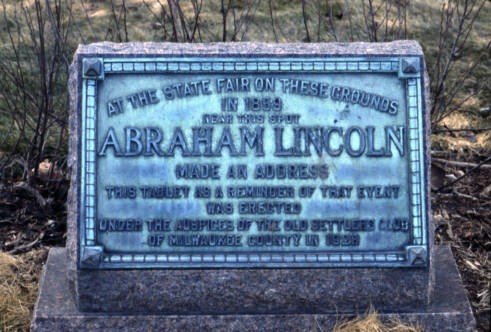 AT THE STATE FAIR ON THESE GROUNDS
IN 1859
NEAR THIS SPOT
ABRAHAM LINCOLN
MADE AN ADDRESS
THIS TABLET AS A REMINDER OF THAT EVENT
WAS ERECTED
UNDER THE AUSPICES OF THE OLD SETTLERS CLUB
OF MILWAUKEE COUNTY IN 1928